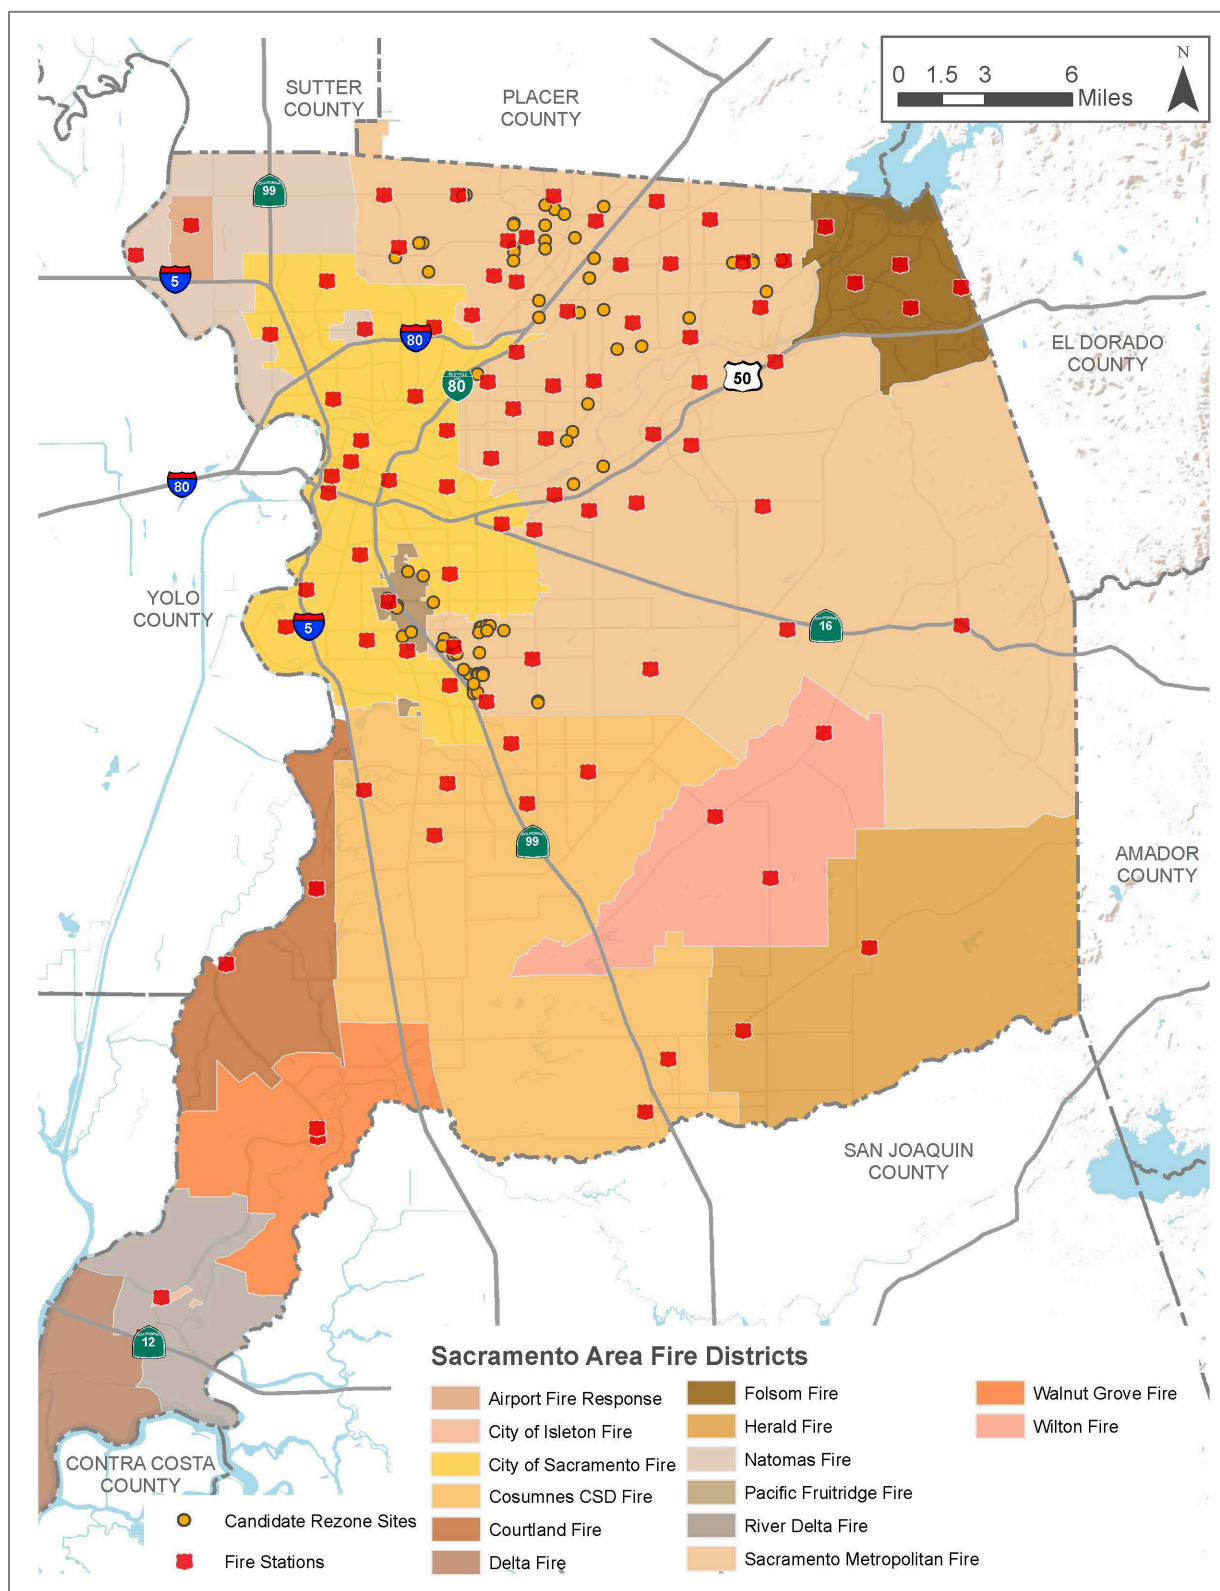 N
0 1.5 3 6
Miles
SUTTER
COUNTY
PLACER
COUNTY
CALIFORNIA
99
5
80
80
50
EL DORADO
COUNTY
80
YOLO
COUNTY
5
CALIFORNIA
16
CALIFORNIA
99
AMADOR
COUNTY
SAN JOAQUIN
COUNTY
CALIFORNIA
12
CONTRA COSTA
COUNTY
Sacramento Area Fire Districts
Airport Fire Response
City of Isleton Fire
City of Sacramento Fire
Cosumnes CSD Fire
Courtland Fire
Delta Fire
Folsom Fire
Herald Fire
Natomas Fire
Pacific Fruitridge Fire
River Delta Fire
Sacramento Metropolitan Fire
Walnut Grove Fire
Wilton Fire
Candidate Rezone Sites
Fire Stations